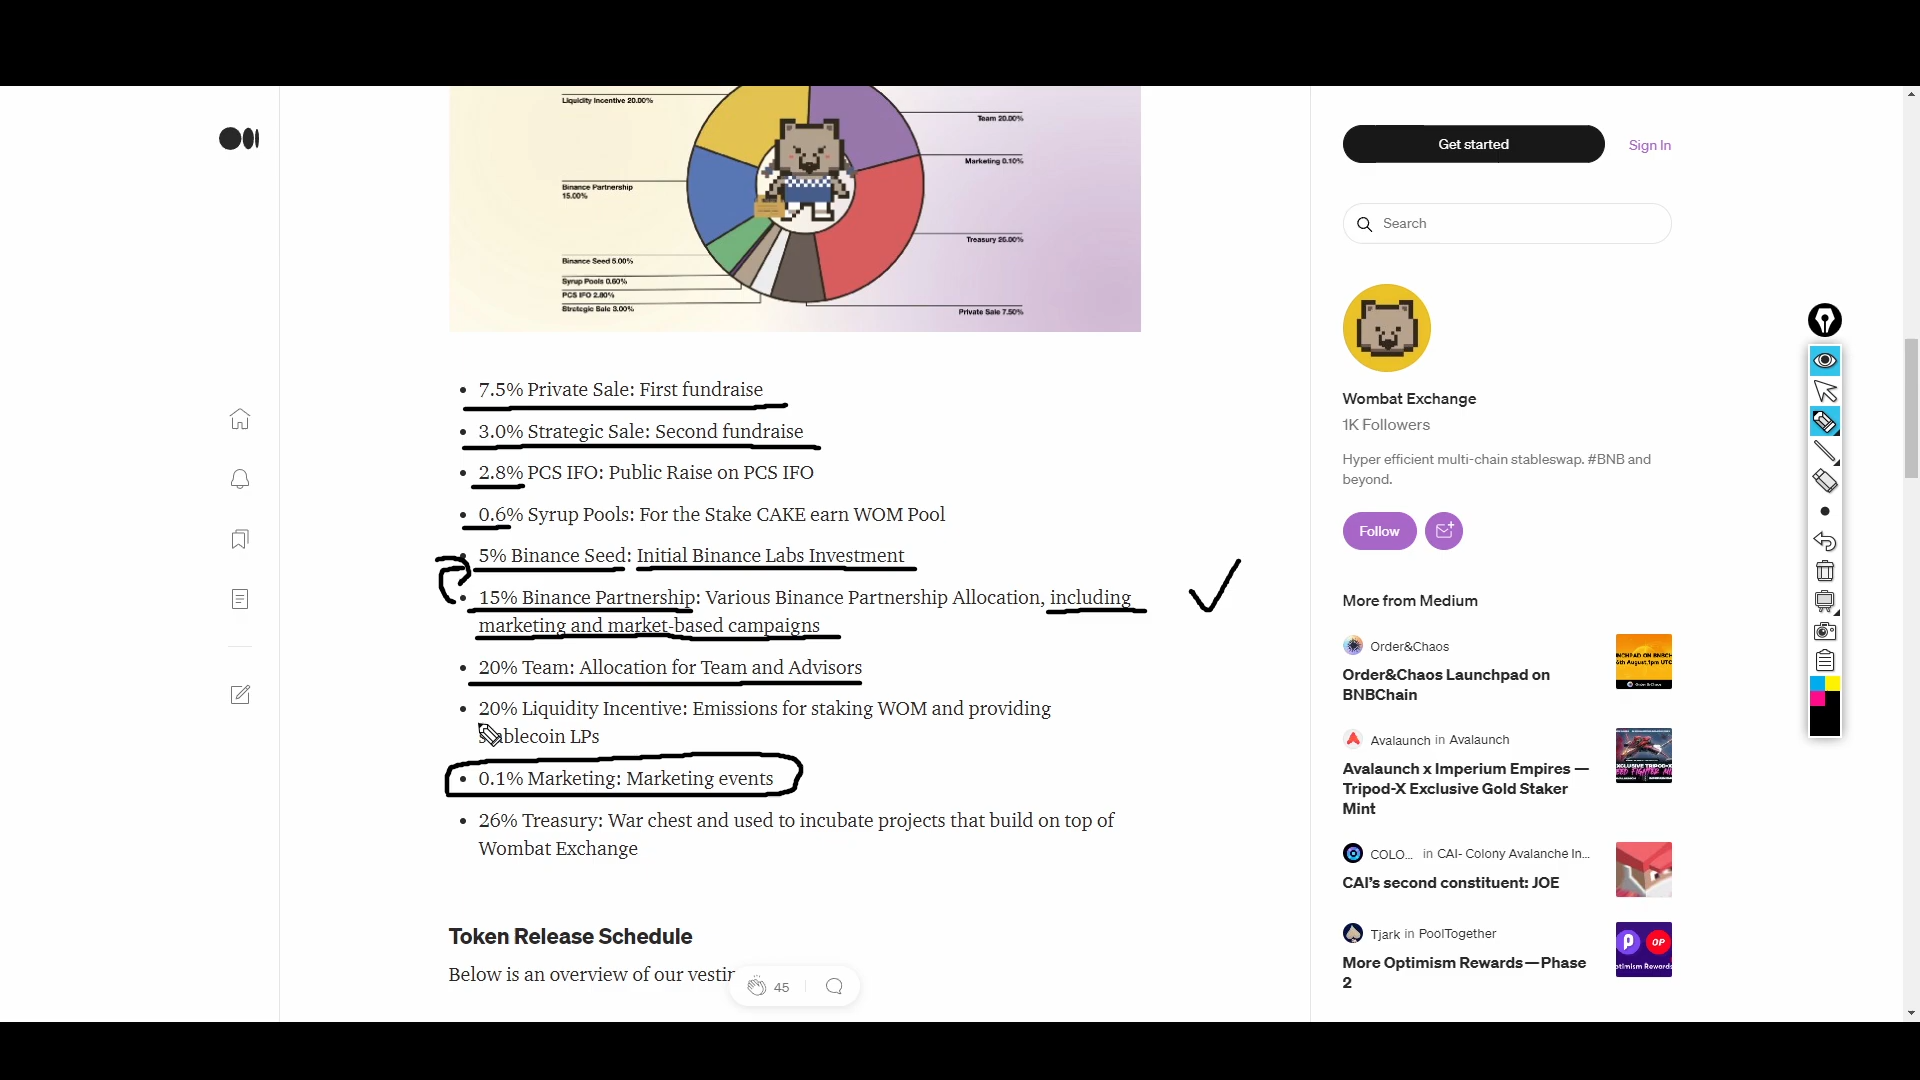 Liquidity Incentive 20.00%
Team 20.00%
Marketing 0.10%
Binance Partnership
15.00%
Treasury 26.00%
Binance Seed 5.00%
Syrup Pools 0.60%
PCS IFO 2.80%
Strategic Sale 3.00%
Private Sale 7.50%
• 7.5% Private Sale: First fundraise
• 3.0% Strategic Sale: Second fundraise
• 2.8% PCS IFO: Public Raise on PCS IFO
• 0.6% Syrup Pools: For the Stake CAKE earn WOM Pool
• 5% Binance Seed: Initial Binance Labs Investment
• 15% Binance Partnership: Various Binance Partnership Allocation, including
marketing and market-based campaigns
• 20% Team: Allocation for Team and Advisors
• 20% Liquidity Incentive: Emissions for staking WOM and providing
stablecoin LPs
• 0.1% Marketing: Marketing events
• 26% Treasury: War chest and used to incubate projects that build on top of
Wombat Exchange
Token Release Schedule
Below is an overview of our
45
Get started
Sign In
Search
Wombat Exchange
1K Followers
Hyper efficient multi-chain stableswap. #BNB and
beyond.
Follow
More from Medium
Order&Chaos
Order&Chaos Launchpad on
BNBChain
Avalaunch in Avalaunch
Avalaunch x Imperium Empires —
Tripod-X Exclusive Gold Staker
Mint
COLO... in CAI- Colony Avalanche In...
CAI's second constituent: JOE
Tjark in PoolTogether
More Optimism Rewards — Phase
2
OP